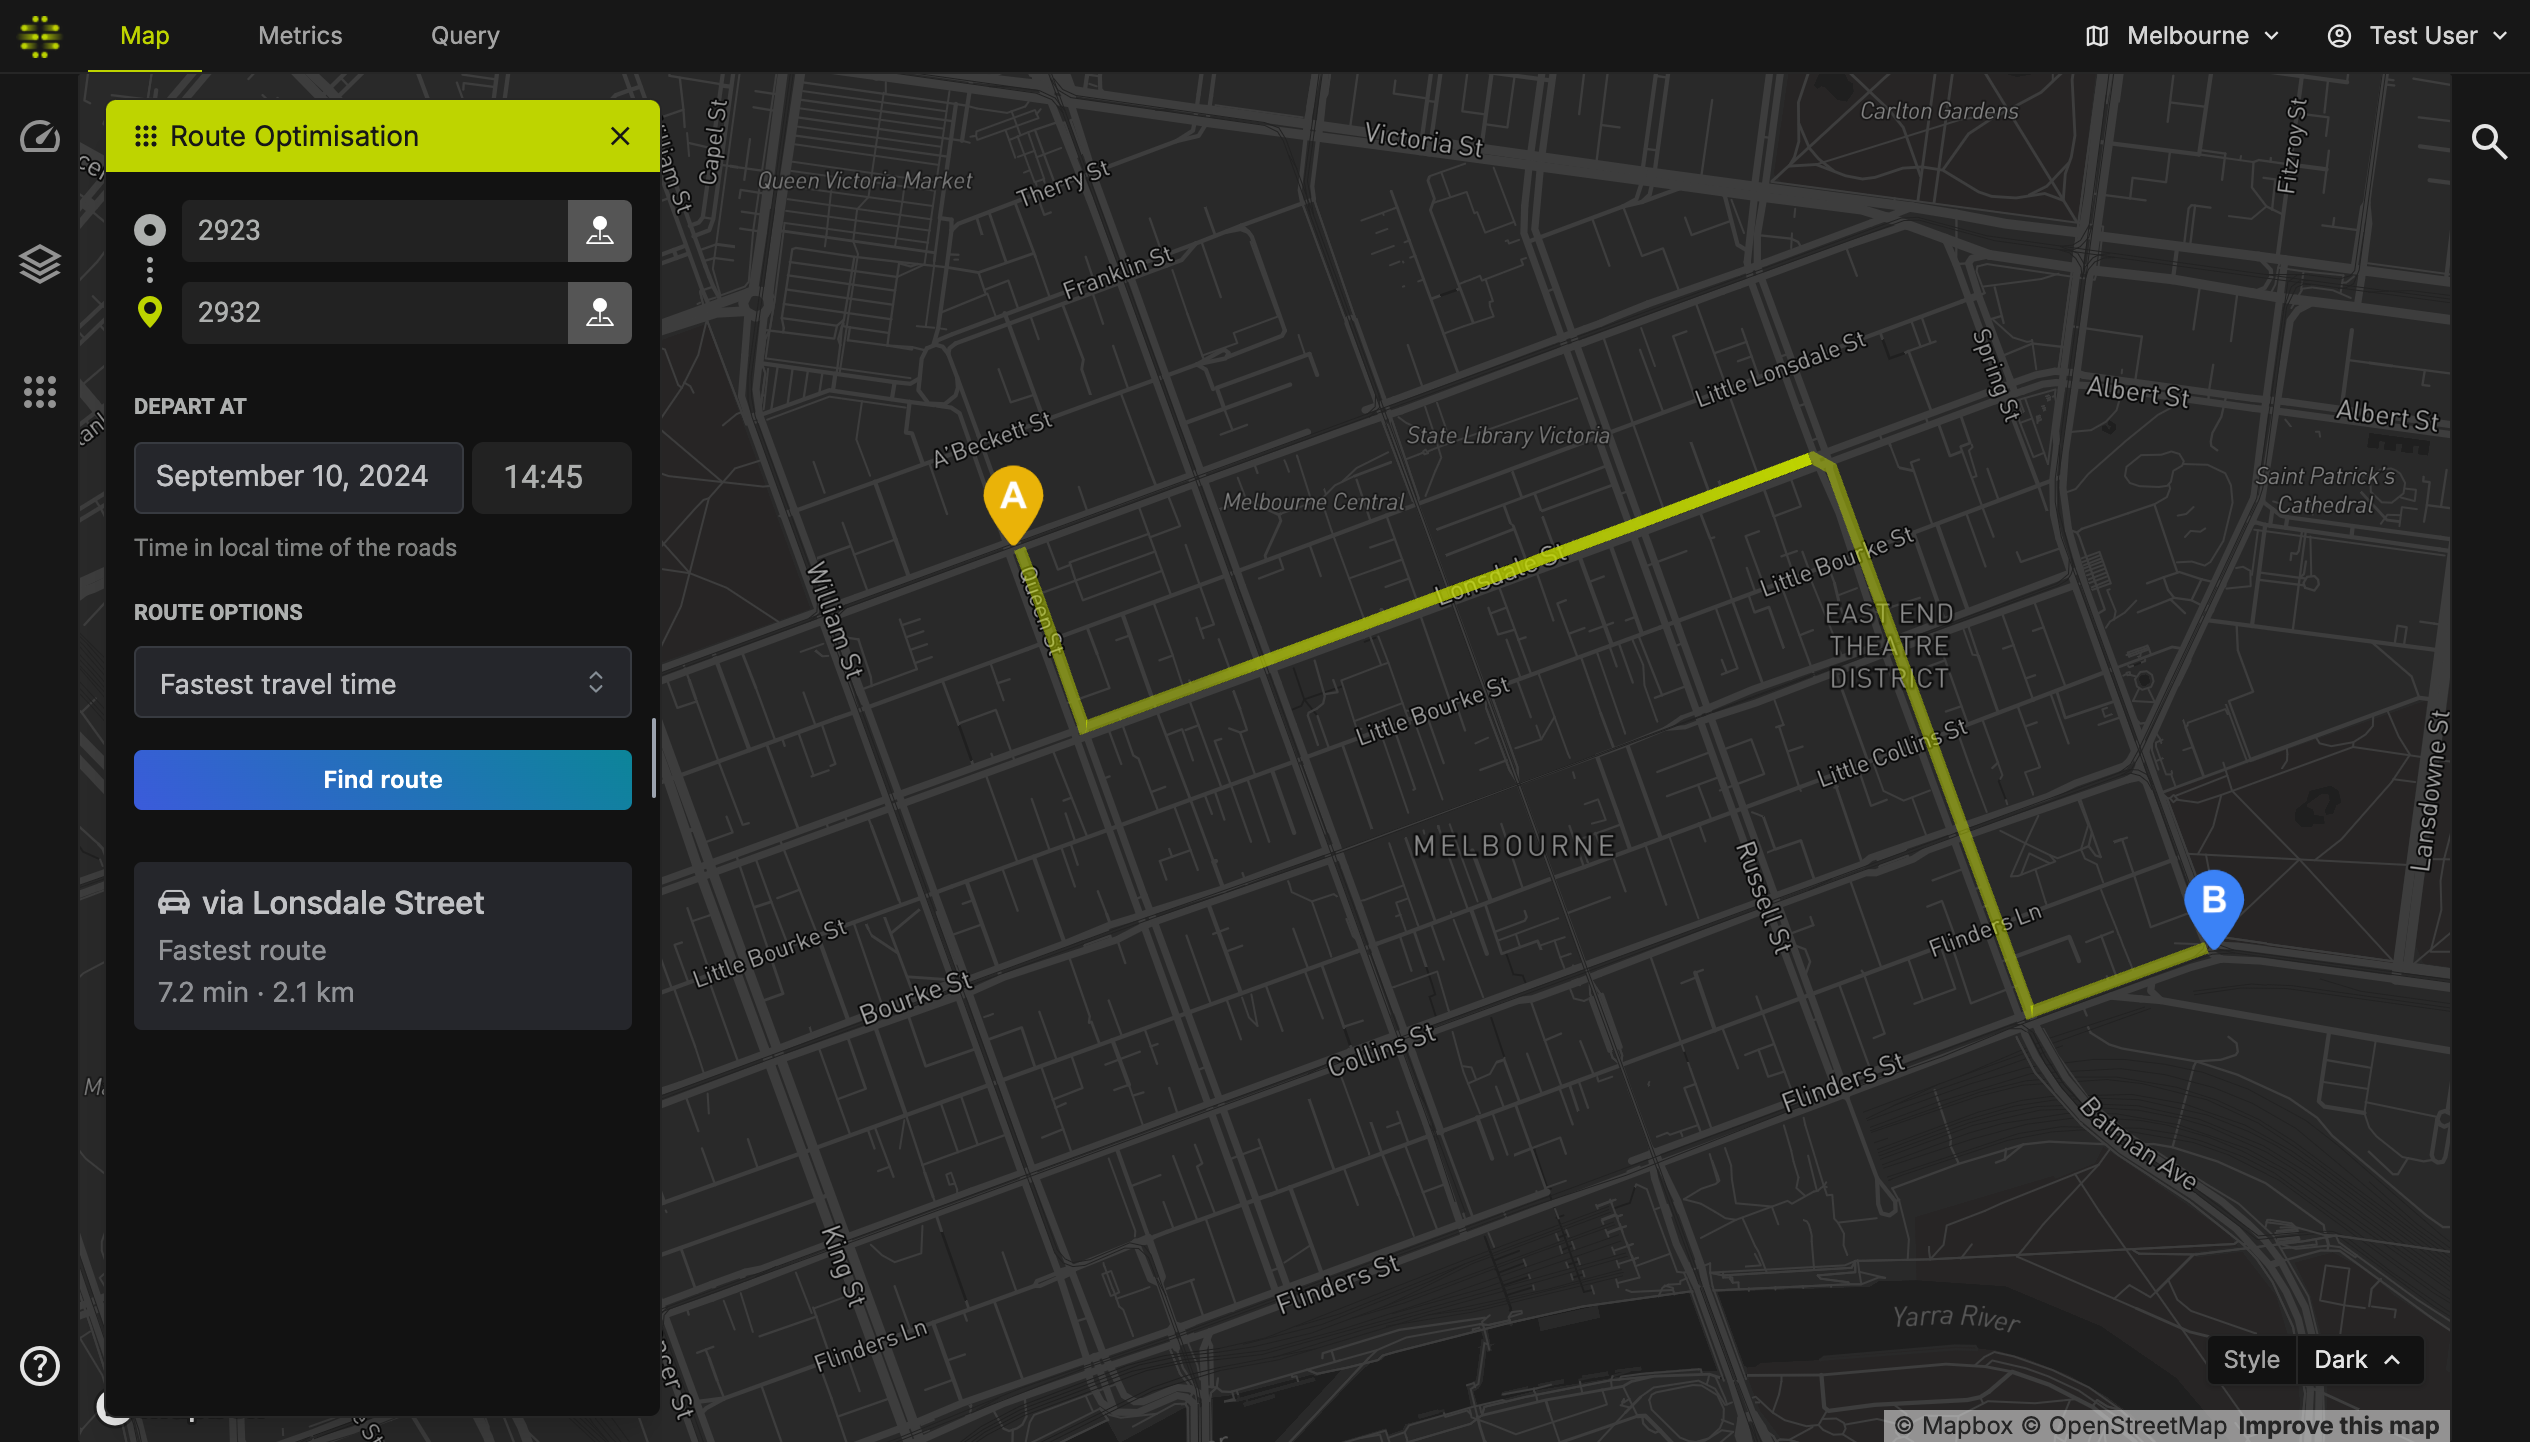 Map
Metrics
Query
Melbourne
Test User
Route Optimisation
2923
2932
DEPART AT
September 10, 2024
14:45
Time in local time of the roads
ROUTE OPTIONS
Fastest travel time
Find route
via Lonsdale Street
Fastest route
7.2 min · 2.1 km
Capel St
Queen Victoria Market
Therry St
Victoria St
Carlton Gardens
Fitzroy St
Franklin St
A'Beckett St
A
Melbourne Central
State Library Victoria
Little Lonsdale St
Spring St
Albert St
Albert St
Saint Patrick's
Cathedral
William St
Queen St
Lonsdale St
Little Bourke St
EAST END
THEATRE
DISTRICT
Little Bourke St
Little Collins St
Lansdowne St
MELBOURNE
Russell St
B
Flinders Ln
Little Bourke St
Bourke St
Collins St
Flinders St
Batman Ave
King St
Flinders St
Flinders Ln
Yarra River
Style
Dark
© Mapbox © OpenStreetMap Improve this map